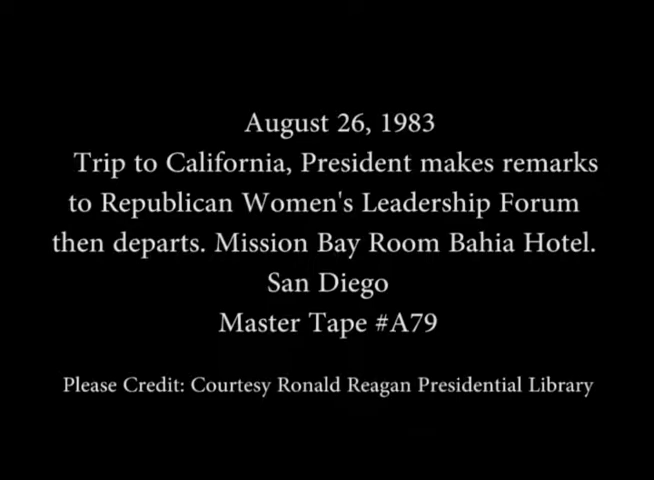 August 26, 1983
Trip to California, President makes remarks
to Republican Women's Leadership Forum
then departs. Mission Bay Room Bahia Hotel.
San Diego
Master Tape #A79
Please Credit: Courtesy Ronald Reagan Presidential Library